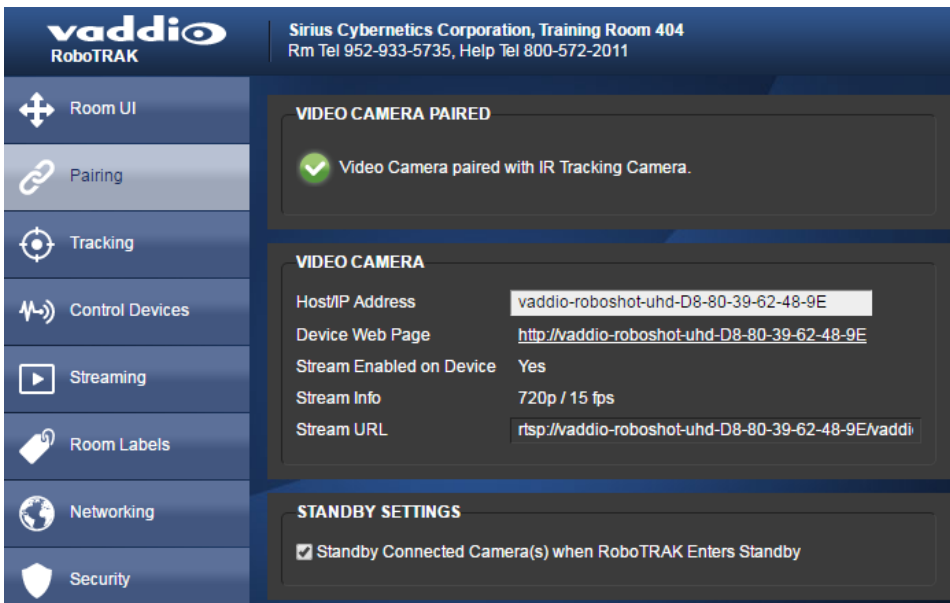 vaddio
RoboTRAK
Sirius Cybernetics Corporation, Training Room 404
Rm Tel 952-933-5735, Help Tel 800-572-2011
Room UI
Pairing
Tracking
Control Devices
Streaming
Room Labels
Networking
Security
VIDEO CAMERA PAIRED
Video Camera paired with IR Tracking Camera.
VIDEO CAMERA
Host/IP Address vaddio-roboshot-uhd-D8-80-39-62-48-9E
Device Web Page http://vaddio-roboshot-uhd-D8-80-39-62-48-9E
Stream Enabled on Device Yes
Stream Info 720p / 15 fps
Stream URL rtsp://vaddio-roboshot-uhd-D8-80-39-62-48-9E/vaddi
STANDBY SETTINGS
Standby Connected Camera(s) when RoboTRAK Enters Standby